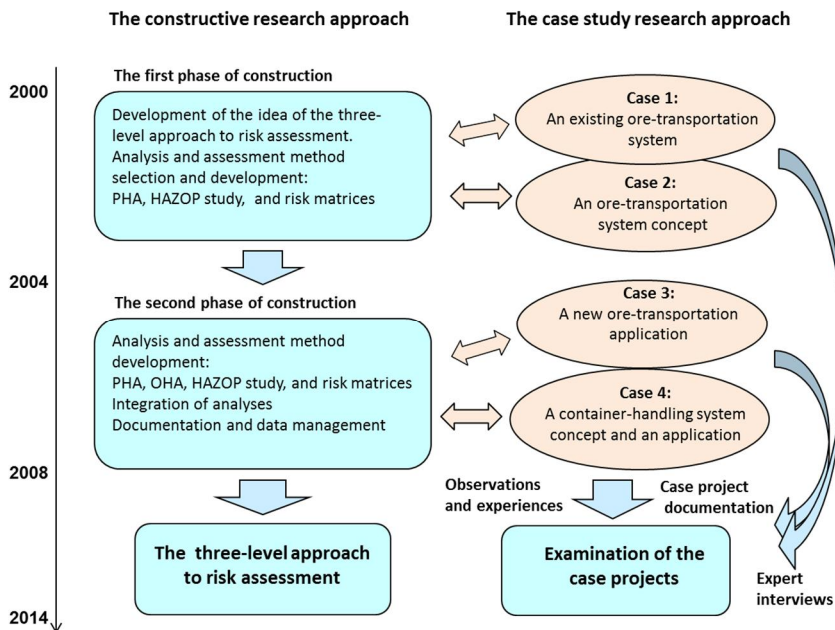 The constructive research approach
The case study research approach
2000
The first phase of construction
Development of the idea of the three-
level approach to risk assessment.
Analysis and assessment method
selection and development:
PHA, HAZOP study, and risk matrices
Case 1:
An existing ore-transportation
system
Case 2:
An ore-transportation
system concept
2004
The second phase of construction
Analysis and assessment method
development:
PHA, OHA, HAZOP study, and risk matrices
Integration of analyses
Documentation and data management
Case 3:
A new ore-transportation
application
Case 4:
A container-handling system
concept and an application
2008
Observations
and experiences
Case project
documentation
The three-level approach
to risk assessment
Examination of the
case projects
Expert
interviews
2014